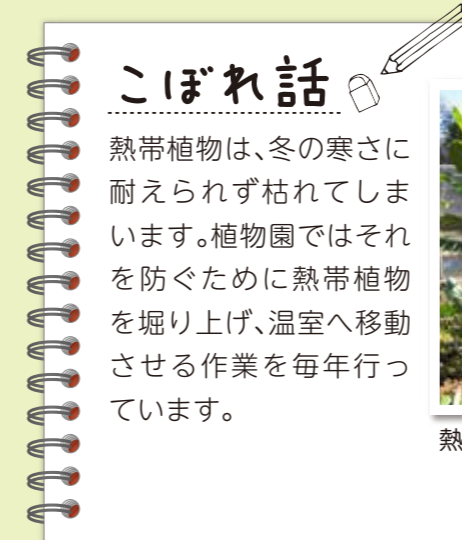 こぼれ話
熱帯植物は、冬の寒さに
耐えられず枯れてしま
います。植物園ではそれ
を防ぐために熱帯植物
を堀り上げ、温室へ移動
させる作業を毎年行っ
ています。
熱